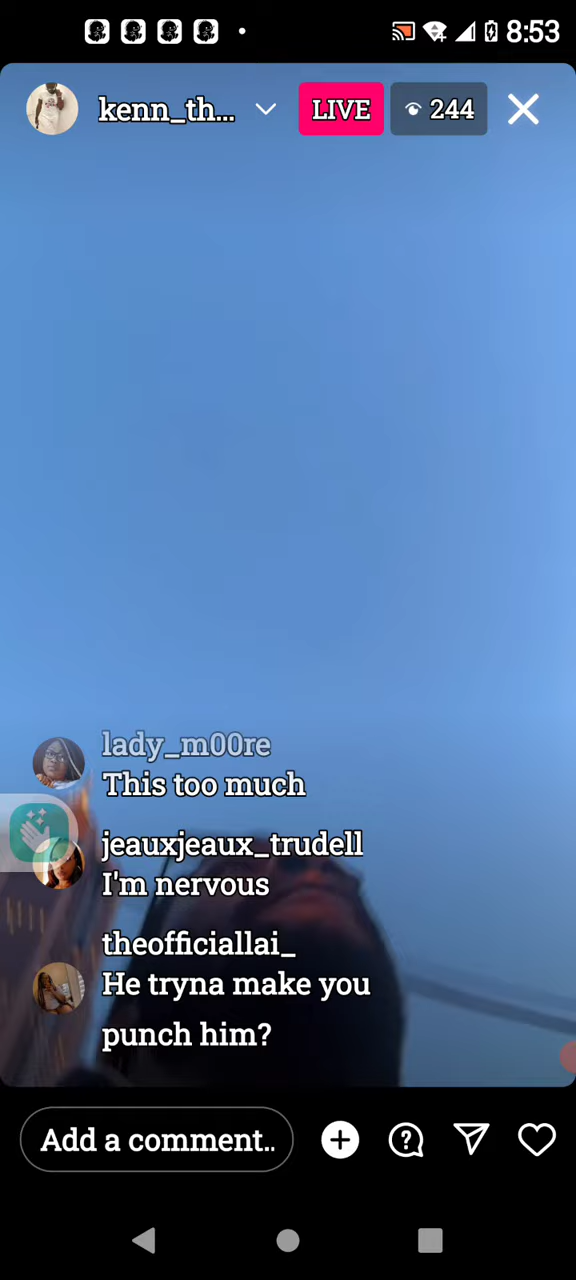 8:53
kenn_th...
LIVE
244
lady_m00re
This too much
jeauxjeaux_trudell
I'm nervous
theofficiallai_
He tryna make you
punch him?
Add a comment..